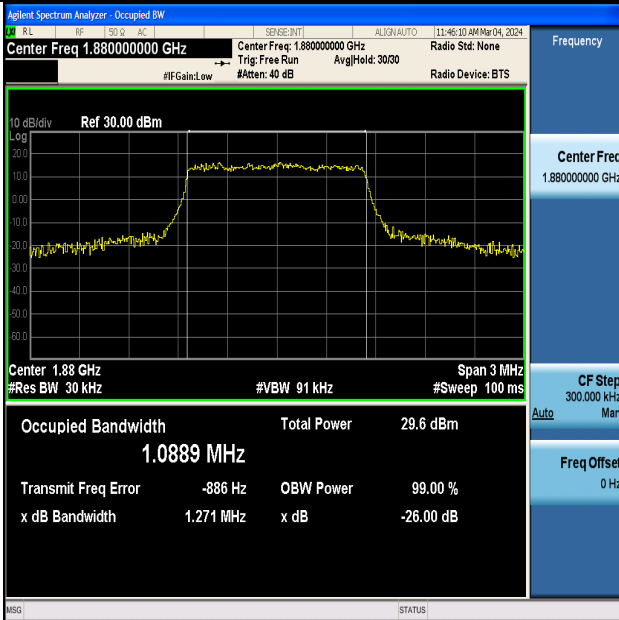 Agilent Spectrum Analyzer - Occupied BW
LXI RL RF 50 Ω AC SENSE:INT ALIGN AUTO 11:46:10 AM Mar 04, 2024
Center Freq 1.880000000 GHz
Center Freq: 1.880000000 GHz
Radio Std: None
Trig: Free Run Avg|Hold: 30/30
#IFGain:Low #Atten: 40 dB Radio Device: BTS
Frequency
10 dB/div Ref 30.00 dBm
Log
20.0
10.0
0.00
-10.0
-20.0
-30.0
-40.0
-50.0
-60.0
Center Freq
1.880000000 GHz
Center 1.88 GHz Span 3 MHz
#Res BW 30 kHz #VBW 91 kHz #Sweep 100 ms
CF Step
300.000 kHz
Auto Man
Occupied Bandwidth Total Power 29.6 dBm
1.0889 MHz
Freq Offset
0 Hz
Transmit Freq Error -886 Hz OBW Power 99.00 %
x dB Bandwidth 1.271 MHz x dB -26.00 dB
MSG STATUS